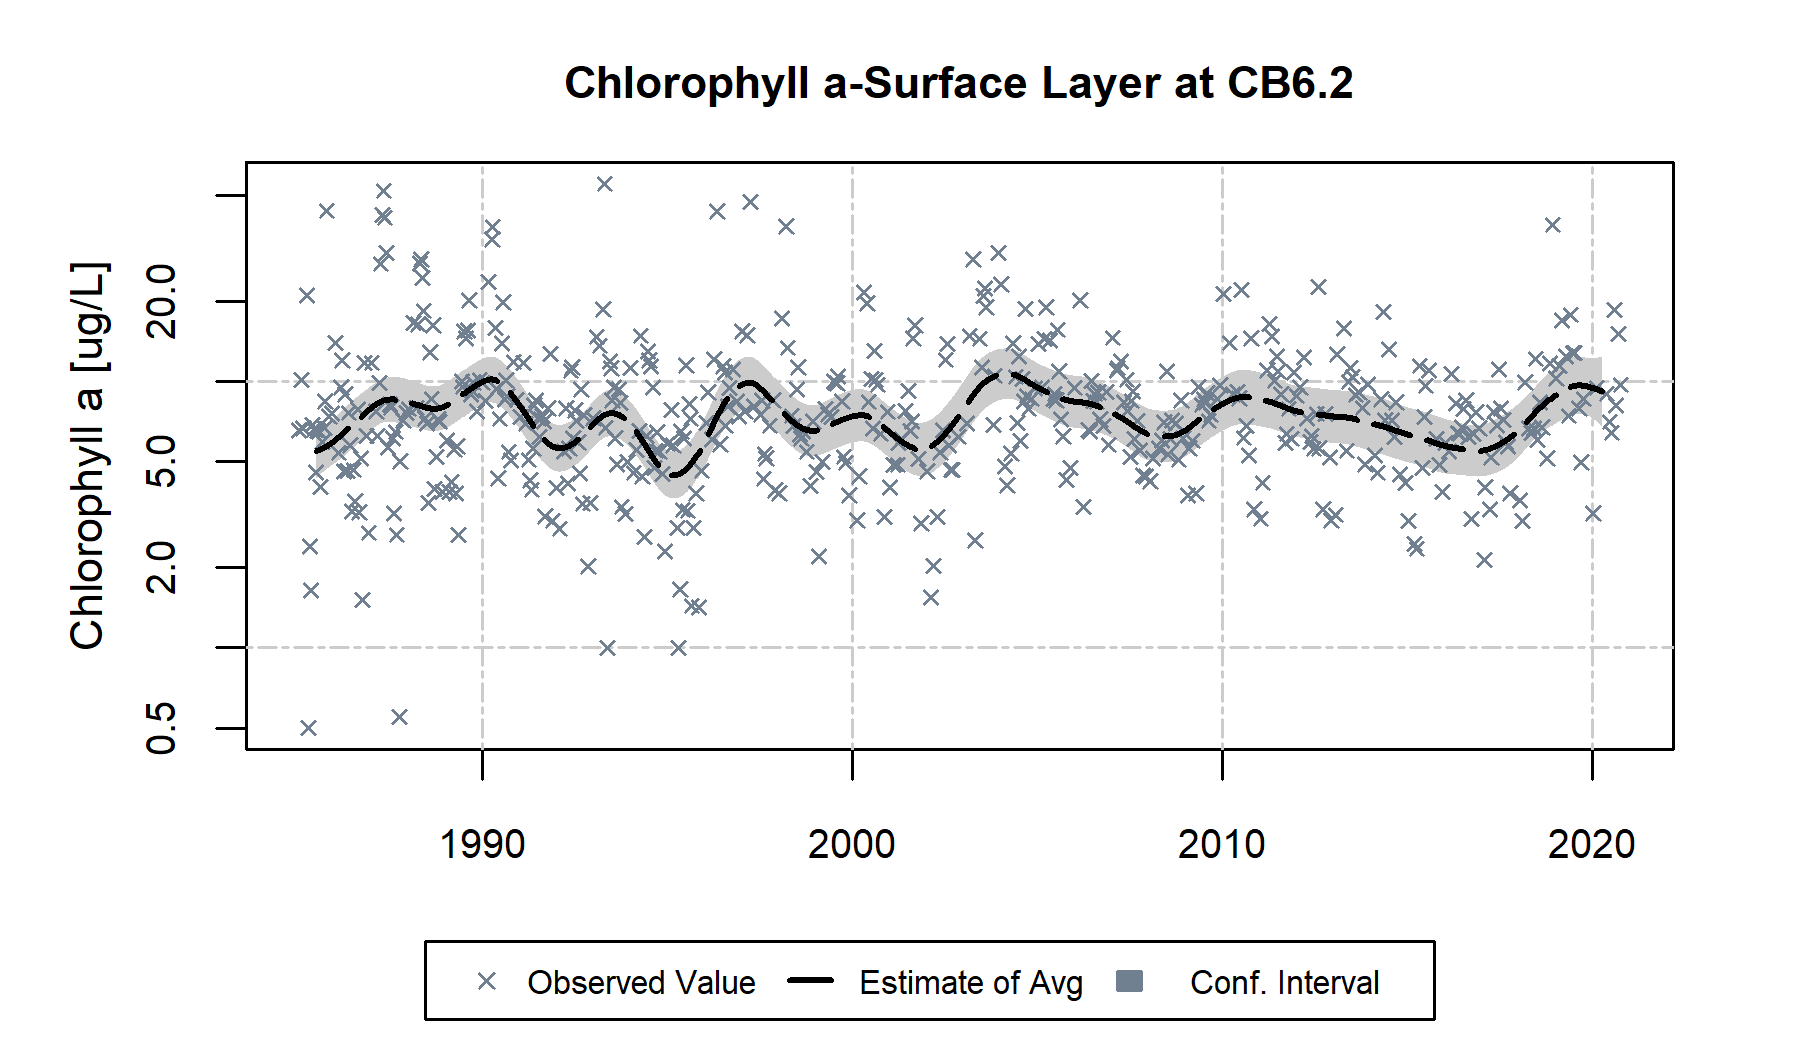 Chlorophyll a-Surface Layer at CB6.2
Chlorophyll a [ug/L]
20.0
5.0
2.0
0.5
1990 2000 2010 2020
Observed Value Estimate of Avg Conf. Interval